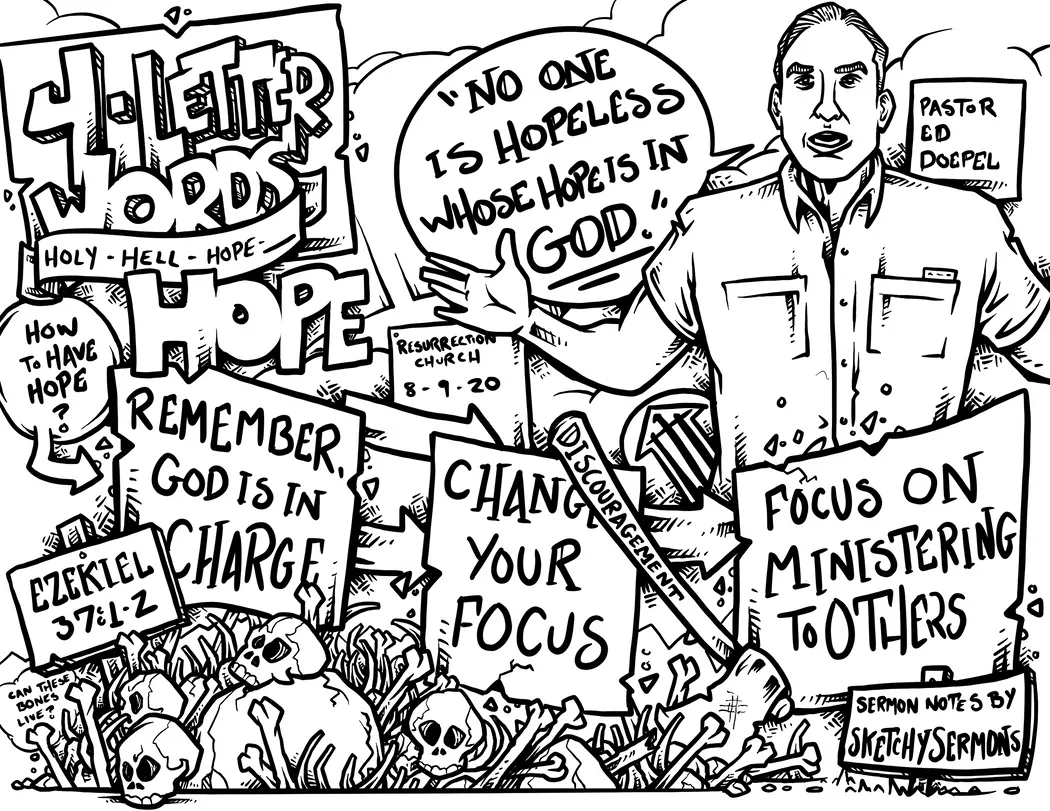 4-LETTER
WORDS
HOLY - HELL - HOPE -
HOPE
"NO ONE
IS HOPELESS
WHOSE HOPE IS IN
GOD."
PASTOR
ED
DOEPEL
RESURRECTION
CHURCH
8-9-20
HOW
TO HAVE
HOPE
?
REMEMBER,
GOD IS IN
CHARGE
CHANGE
YOUR
FOCUS
DISCOURAGEMENT
FOCUS ON
MINISTERING
TO OTHERS
EZEKIEL
37:1-2
CAN THESE
BONES
LIVE?
SERMON NOTES BY
SKETCHY SERMONS